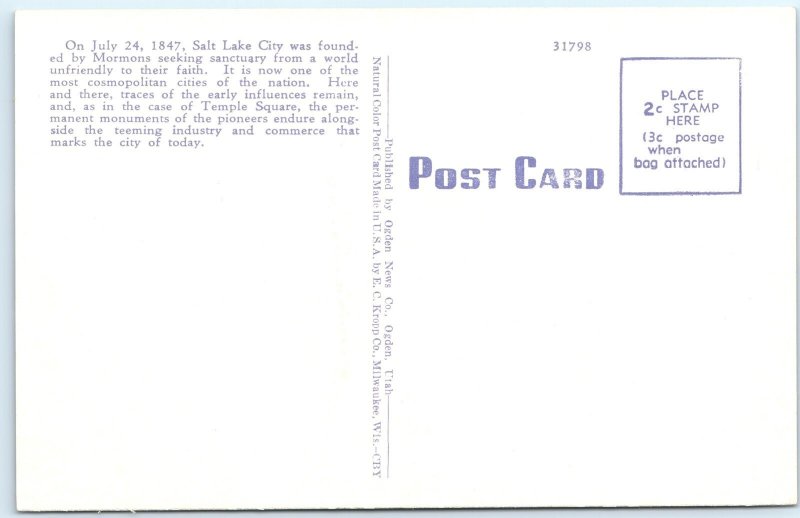 On July 24, 1847, Salt Lake City was found-
ed by Mormons seeking sanctuary from a world
unfriendly to their faith. It is now one of the
most cosmopolitan cities of the nation. Here
and there, traces of the early influences remain,
and, as in the case of Temple Square, the per-
manent monuments of the pioneers endure along-
side the teeming industry and commerce that
marks the city of today.
Published by Ogden News Co., Ogden, Utah
Natural Color Post Card Made in U. S. A. by E. C. Kropp Co., Milwaukee, Wis.—CBY
31798
POST CARD
PLACE
2c STAMP
HERE
(3c postage
when
bag attached)